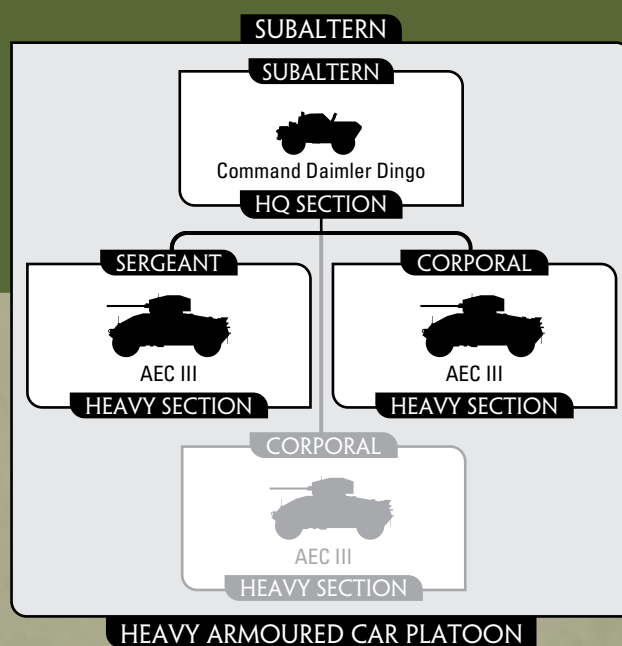 SUBALTERN
SUBALTERN
Command Daimler Dingo
HQ SECTION
SERGEANT
AEC III
HEAVY SECTION
CORPORAL
AEC III
HEAVY SECTION
CORPORAL
AEC III
HEAVY SECTION
HEAVY ARMOURED CAR PLATOON